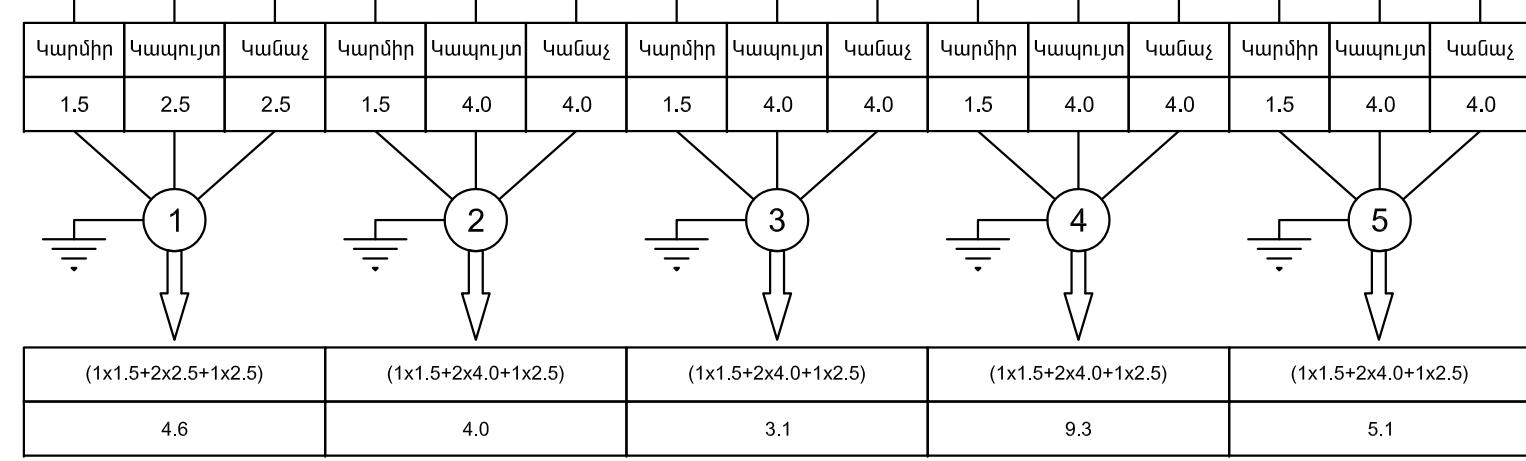 Կարմիր Կապույտ Կանաչ Կարմիր Կապույտ Կանաչ Կարմիր Կապույտ Կանաչ Կարմիր Կապույտ Կանաչ Կարմիր Կապույտ Կանաչ
1.5 2.5 2.5 1.5 4.0 4.0 1.5 4.0 4.0 1.5 4.0 4.0 1.5 4.0 4.0
1 2 3 4 5
(1x1.5+2x2.5+1x2.5) (1x1.5+2x4.0+1x2.5) (1x1.5+2x4.0+1x2.5) (1x1.5+2x4.0+1x2.5) (1x1.5+2x4.0+1x2.5)
4.6 4.0 3.1 9.3 5.1